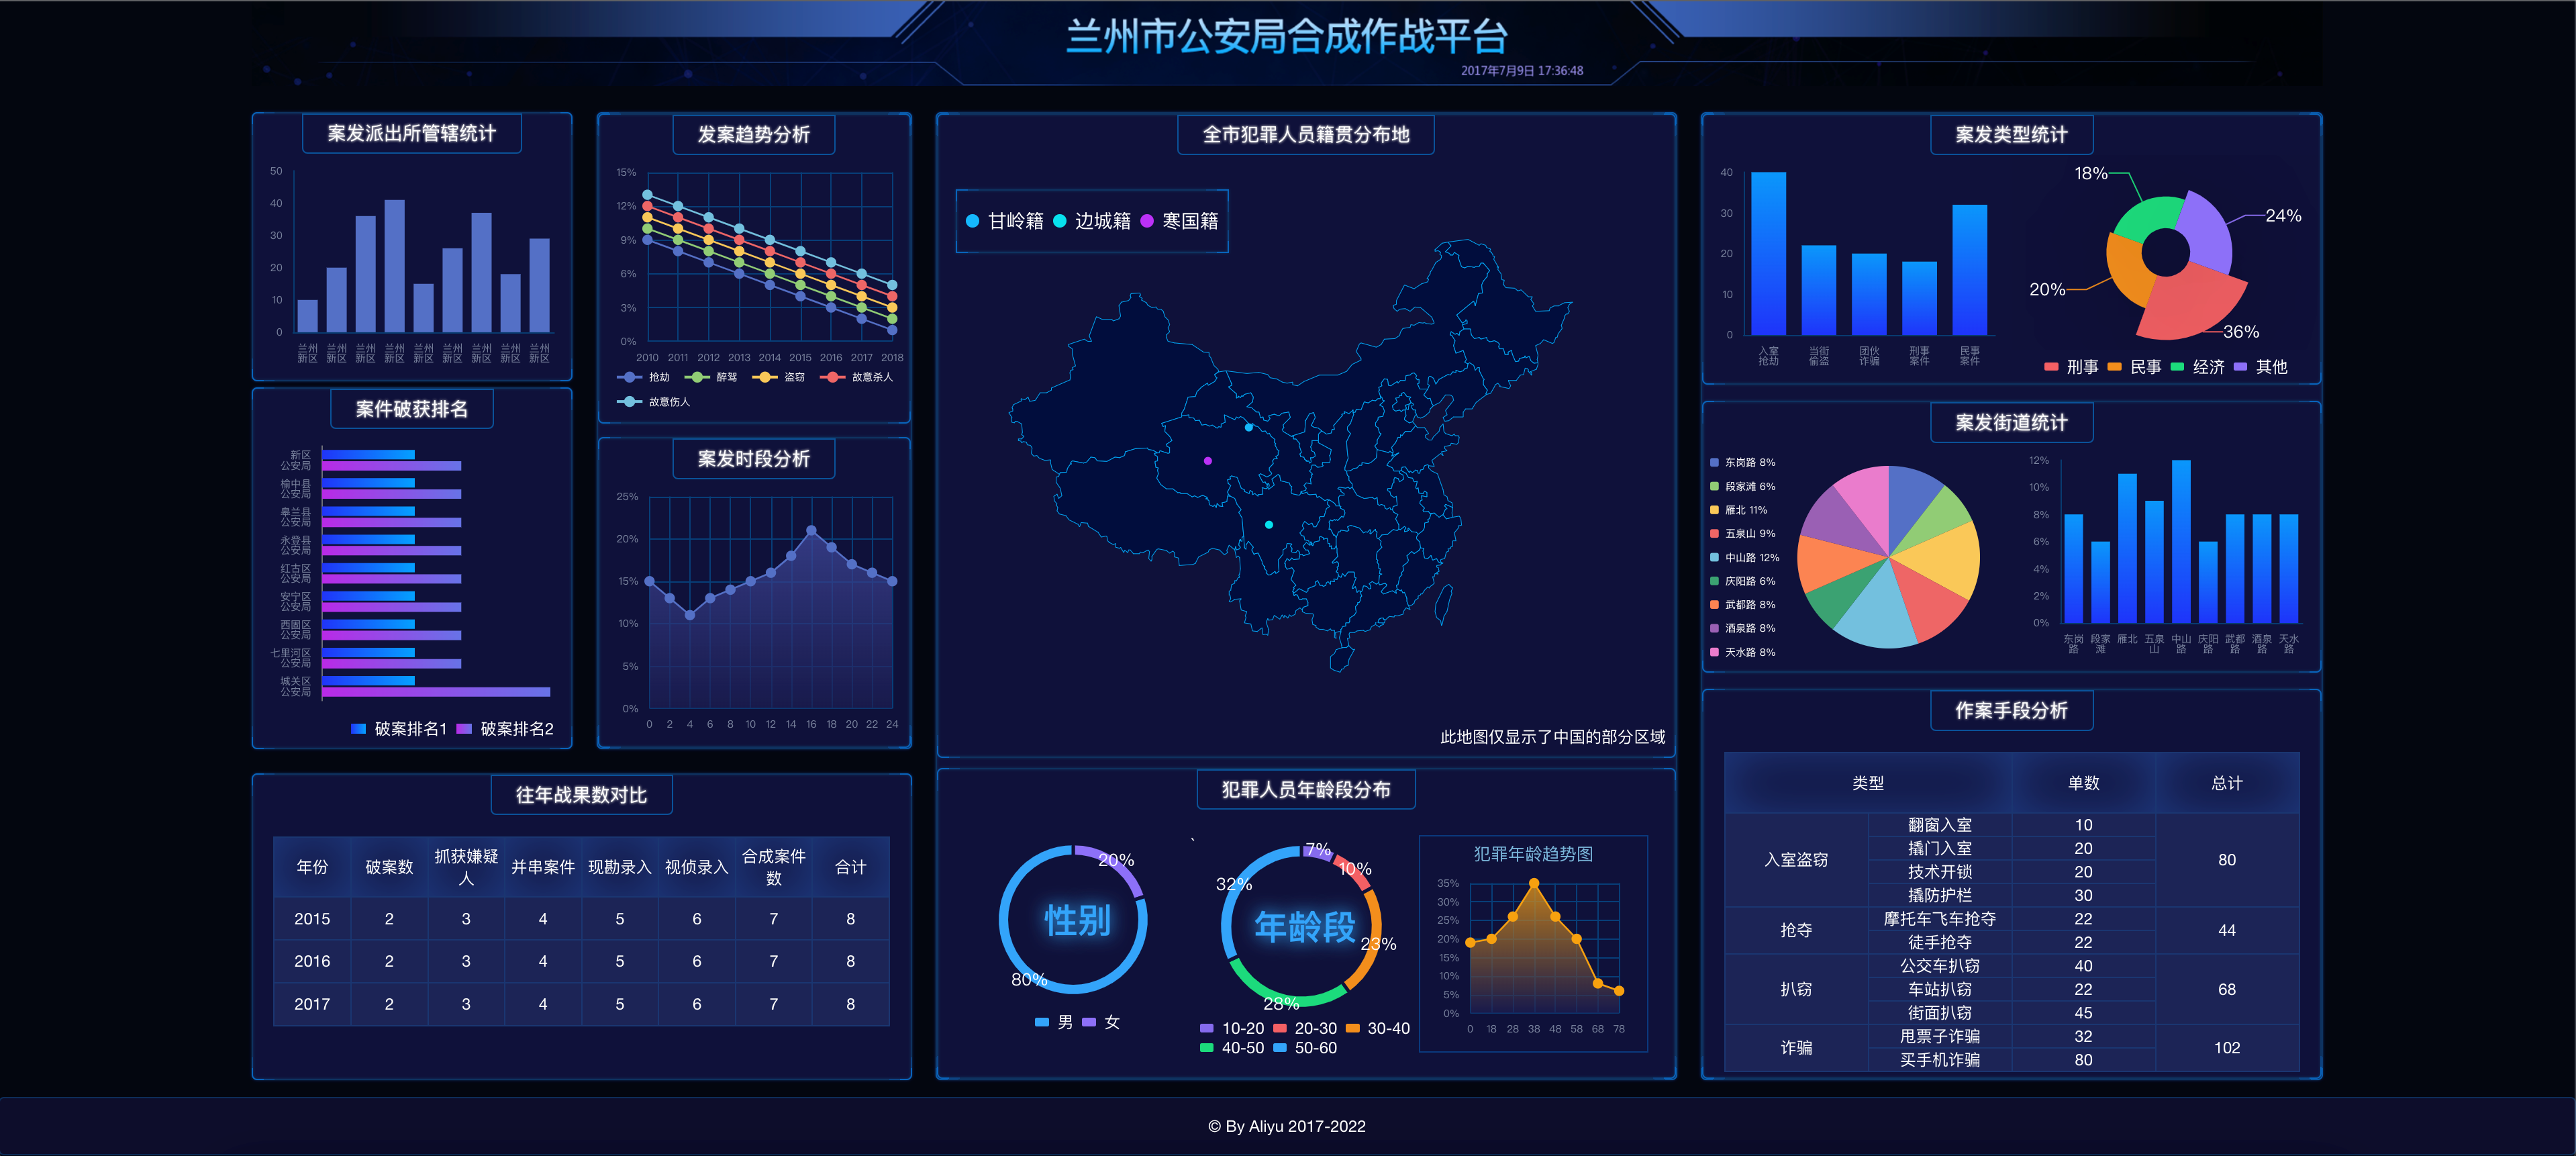 兰州市公安局合成作战平台
2017年7月9日 17:36:48
案发派出所管辖统计
50
40
30
20
10
0
兰州 兰州 兰州 兰州 兰州 兰州 兰州 兰州 兰州
新区 新区 新区 新区 新区 新区 新区 新区 新区
案件破获排名
新区
公安局
榆中县
公安局
皋兰县
公安局
永登县
公安局
红古区
公安局
安宁区
公安局
西固区
公安局
七里河区
公安局
城关区
公安局
破案排名1 破案排名2
发案趋势分析
15%
12%
9%
6%
3%
0%
2010 2011 2012 2013 2014 2015 2016 2017 2018
抢劫 醉驾 盗窃 故意杀人
故意伤人
案发时段分析
25%
20%
15%
10%
5%
0%
0 2 4 6 8 10 12 14 16 18 20 22 24
往年战果数对比
年份 破案数 抓获嫌疑人 并串案件 现勘录入 视侦录入 合成案件数 合计
2015 2 3 4 5 6 7 8
2016 2 3 4 5 6 7 8
2017 2 3 4 5 6 7 8
全市犯罪人员籍贯分布地
甘岭籍 边城籍 寒国籍
此地图仅显示了中国的部分区域
犯罪人员年龄段分布
20%
性别
80%
男 女
、
7%
10%
32%
年龄段
23%
28%
10-20 20-30 30-40
40-50 50-60
犯罪年龄趋势图
35%
30%
25%
20%
15%
10%
5%
0%
0 18 28 38 48 58 68 78
案发类型统计
40
30
20
10
0
入室 当街 团伙 刑事 民事
抢劫 偷盗 诈骗 案件 案件
18%
24%
20%
36%
刑事 民事 经济 其他
案发街道统计
东岗路 8%
段家滩 6%
雁北 11%
五泉山 9%
中山路 12%
庆阳路 6%
武都路 8%
酒泉路 8%
天水路 8%
12%
10%
8%
6%
4%
2%
0%
东岗 段家 雁北 五泉 中山 庆阳 武都 酒泉 天水
路 滩 山 路 路 路 路 路
作案手段分析
类型 单数 总计
入室盗窃 翻窗入室 10 80
撬门入室 20
技术开锁 20
撬防护栏 30
抢夺 摩托车飞车抢夺 22 44
徒手抢夺 22
扒窃 公交车扒窃 40 68
车站扒窃 22
街面扒窃 45
诈骗 甩票子诈骗 32 102
买手机诈骗 80
© By Aliyu 2017-2022